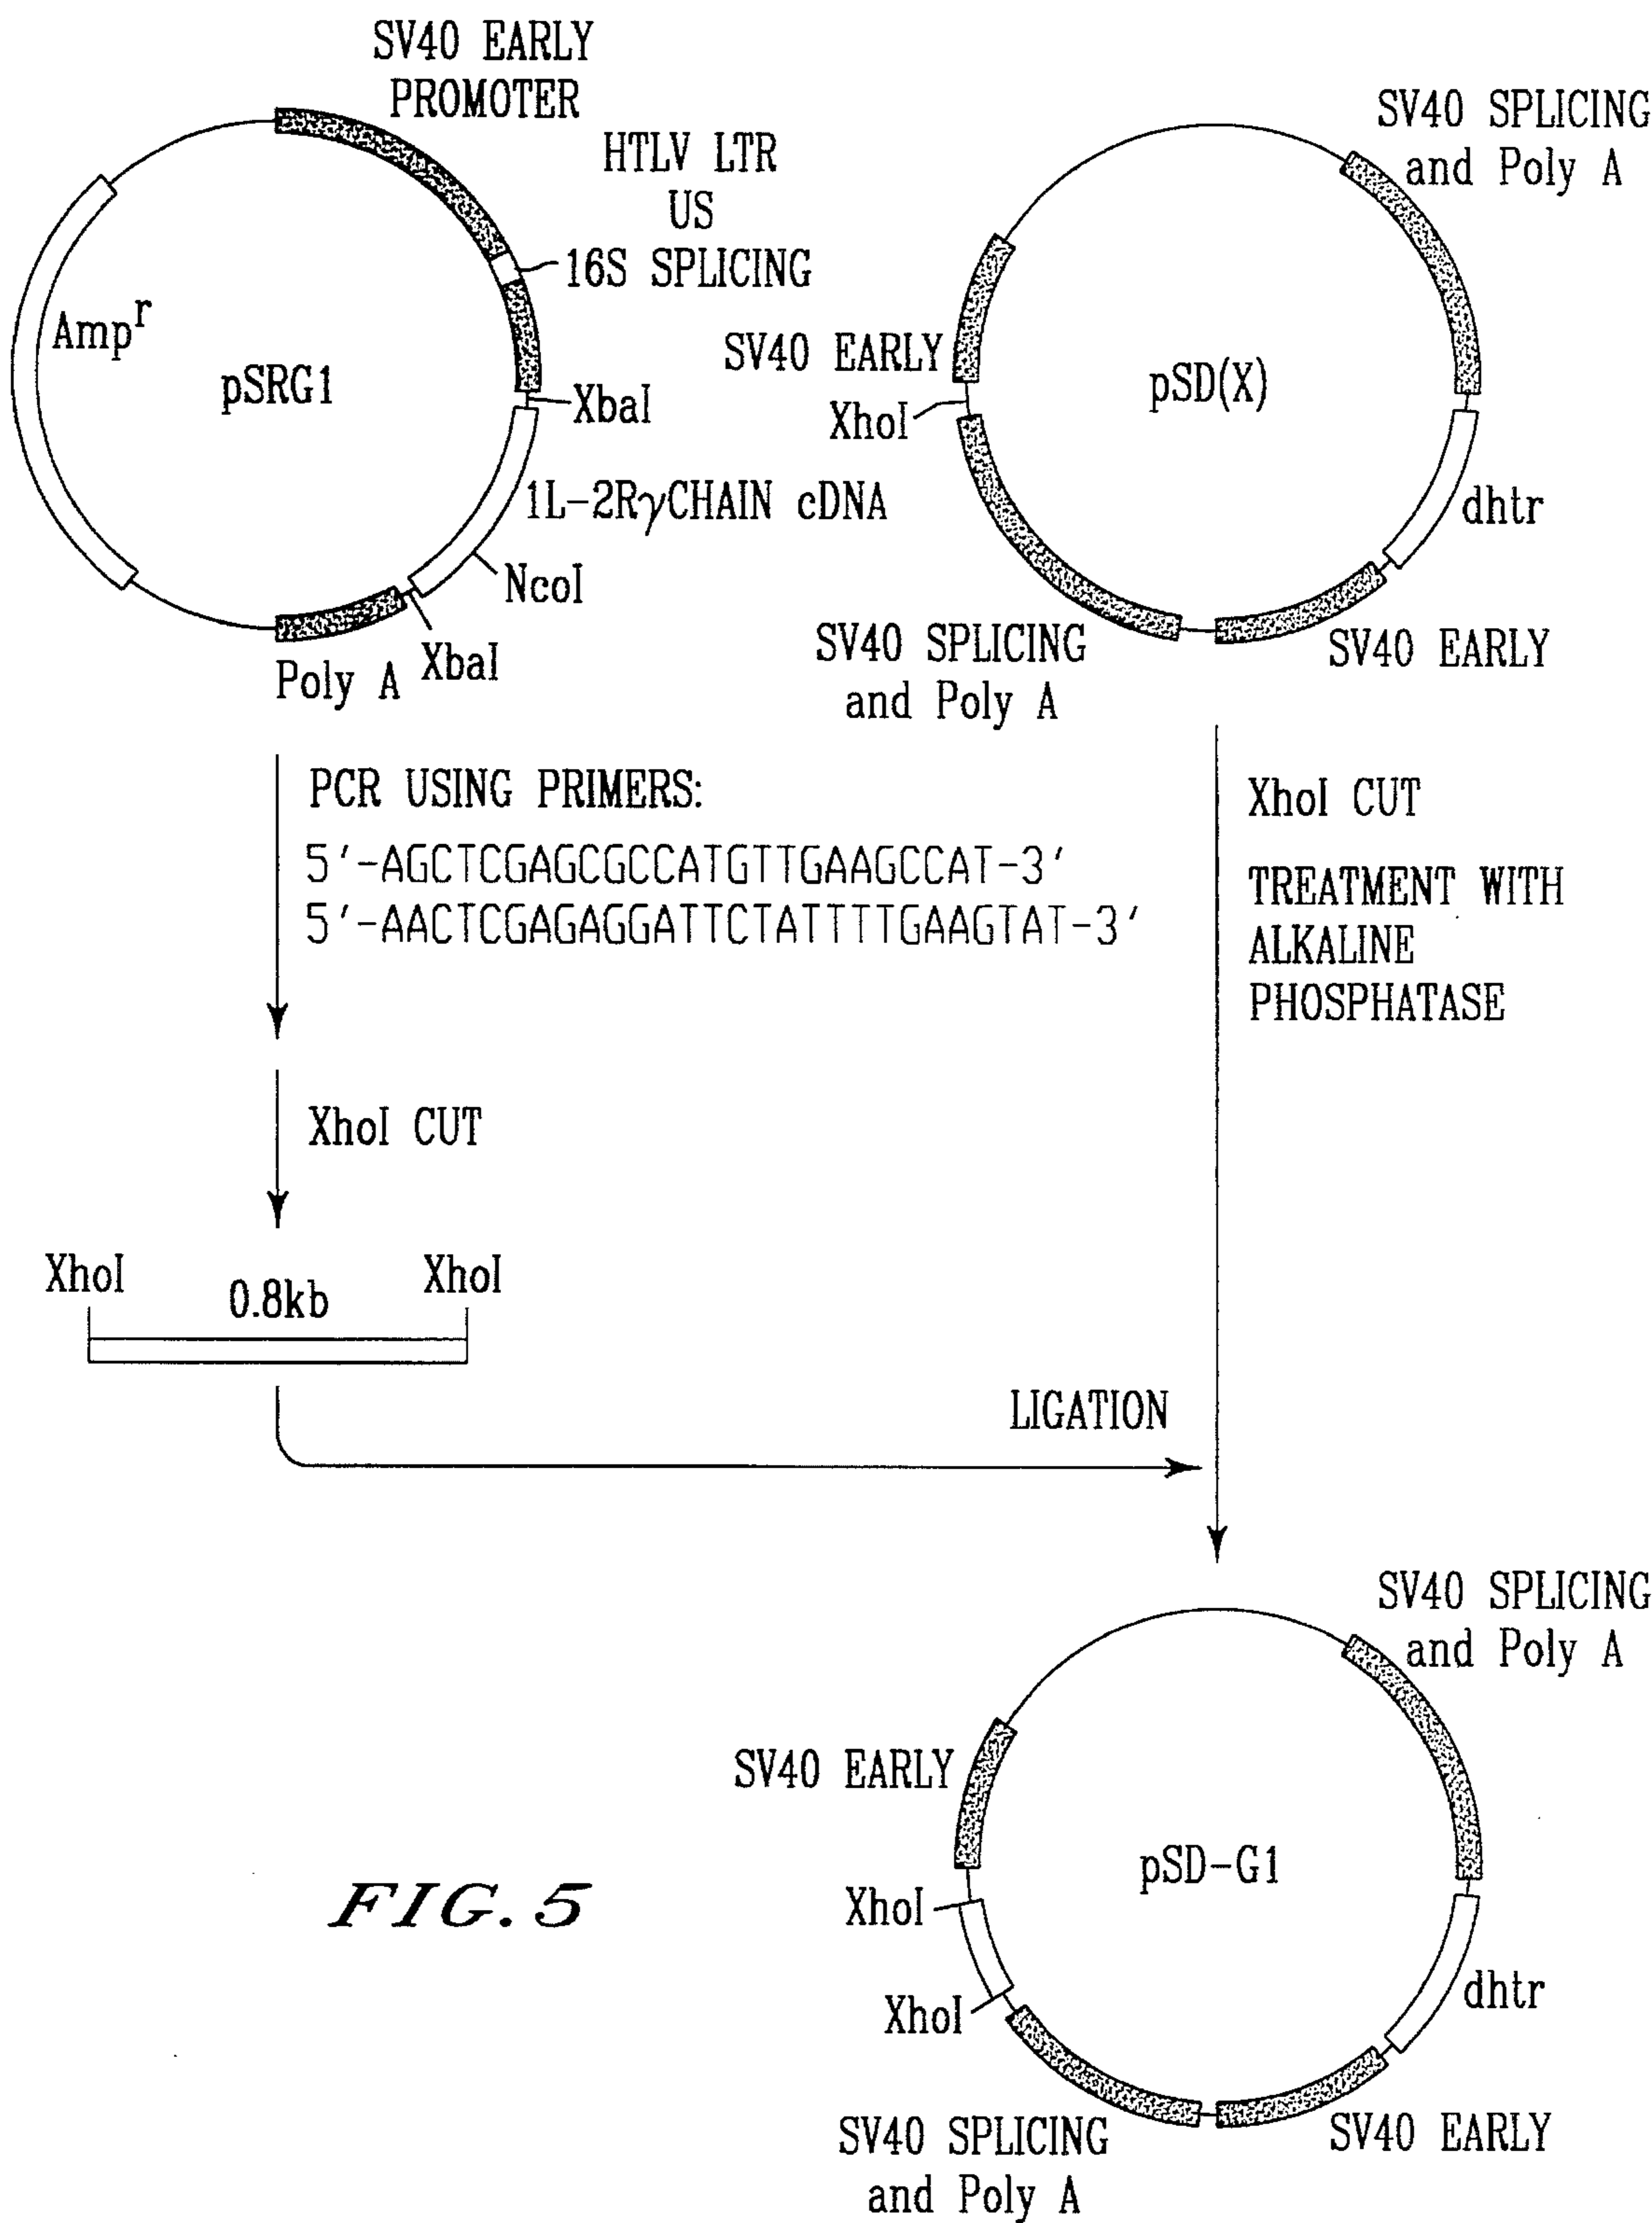 SV40 EARLY
PROMOTER
HTLV LTR
US
16S SPLICING
Amp^r
pSRG1
XbaI
1L-2RγCHAIN cDNA
NcoI
XbaI
Poly A
SV40 SPLICING
and Poly A
SV40 EARLY
XhoI
pSD(X)
dhtr
SV40 SPLICING
and Poly A
SV40 EARLY
PCR USING PRIMERS:
5'-AGCTCGAGCGCCATGTTGAAGCCAT-3'
5'-AACTCGAGAGGATTCTATTTTGAAGTAT-3'
XhoI CUT
TREATMENT WITH
ALKALINE
PHOSPHATASE
XhoI CUT
XhoI
0.8kb
XhoI
LIGATION
SV40 SPLICING
and Poly A
SV40 EARLY
pSD-G1
XhoI
XhoI
dhtr
SV40 SPLICING
and Poly A
SV40 EARLY
FIG. 5